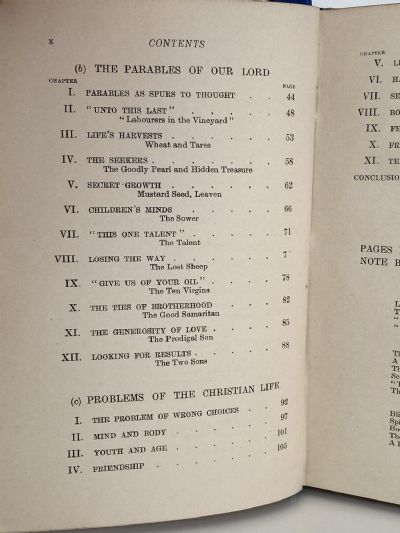 x CONTENTS
(b) THE PARABLES OF OUR LORD
CHAPTER PAGE
I. PARABLES AS SPURS TO THOUGHT . . 44
II. "UNTO THIS LAST" . . . . . 48
"Labourers in the Vineyard"
III. LIFE'S HARVESTS . . . . . 53
Wheat and Tares
IV. THE SEEKERS . . . . . . 58
The Goodly Pearl and Hidden Treasure
V. SECRET GROWTH . . . . . 62
Mustard Seed, Leaven
VI. CHILDREN'S MINDS . . . . 66
The Sower
VII. "THIS ONE TALENT" . . . . 71
The Talent
VIII. LOSING THE WAY . . . . .
The Lost Sheep
IX. "GIVE US OF YOUR OIL" . . . . 78
The Ten Virgins
X. THE TIES OF BROTHERHOOD . . . 82
The Good Samaritan
XI. THE GENEROSITY OF LOVE . . . 85
The Prodigal Son
XII. LOOKING FOR RESULTS . . . . 88
The Two Sons
(c) PROBLEMS OF THE CHRISTIAN LIFE
I. THE PROBLEM OF WRONG CHOICES . . 92
II. MIND AND BODY . . . . . 97
III. YOUTH AND AGE . . . . . 101
IV. FRIENDSHIP . . . . . . 105
CHAPTER
V.
VI.
VII.
VIII.
IX.
X.
XI.
CONCLUSION
PAGES
NOTE